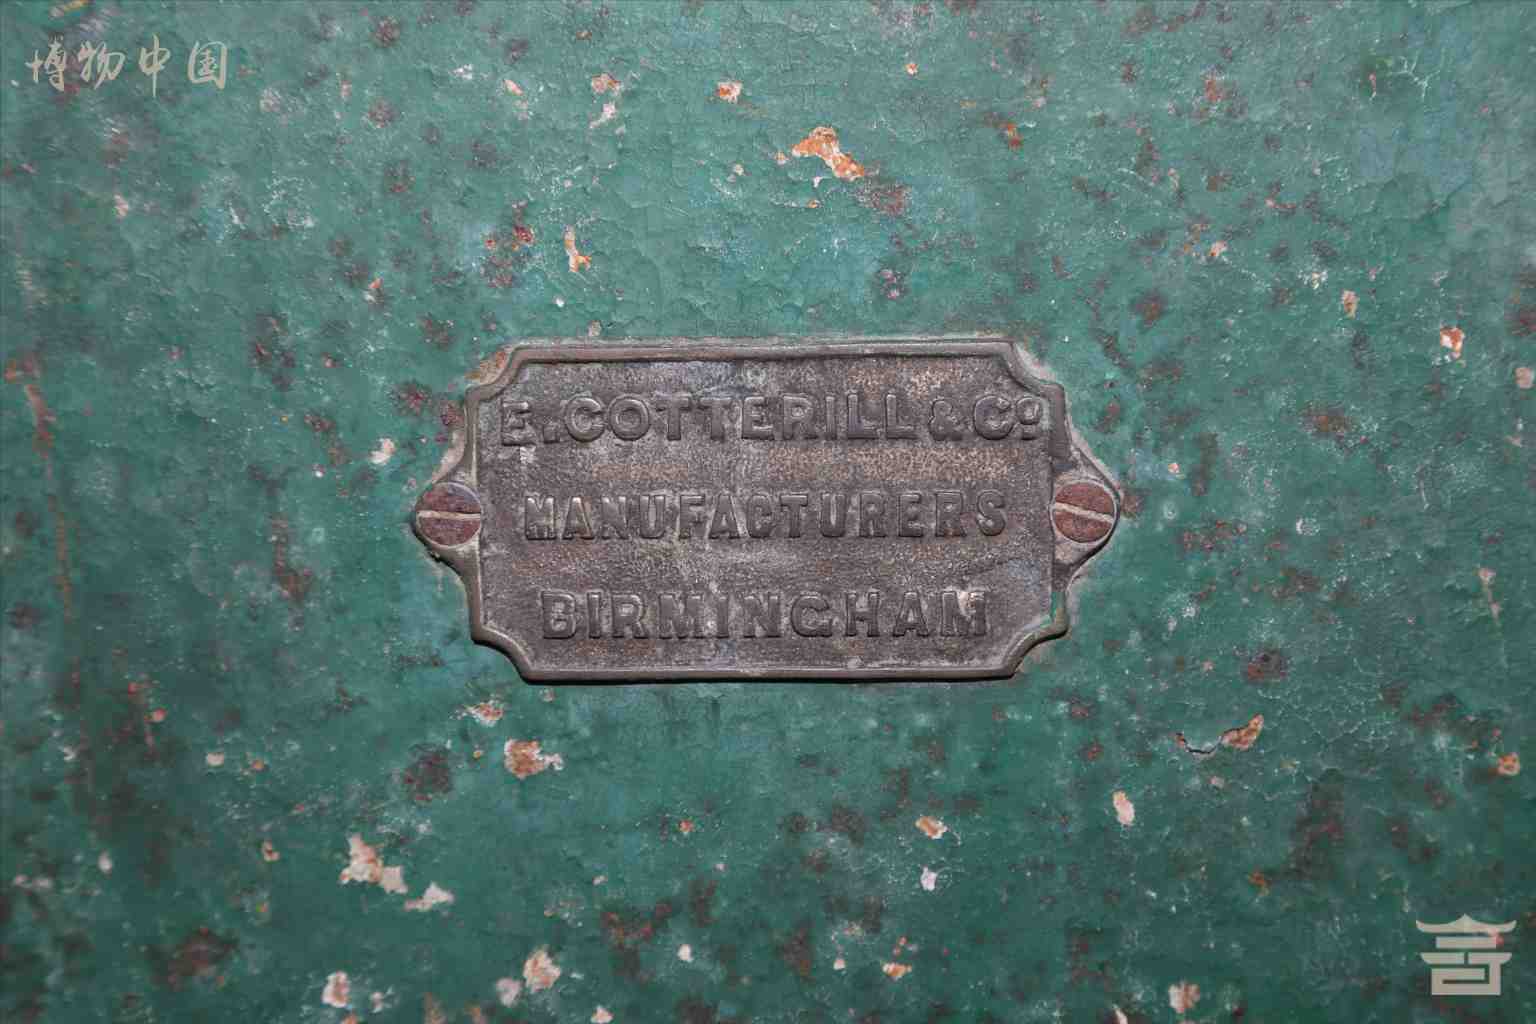 博物中国
E. COTTERILL & Co
MANUFACTURERS
BIRMINGHAM